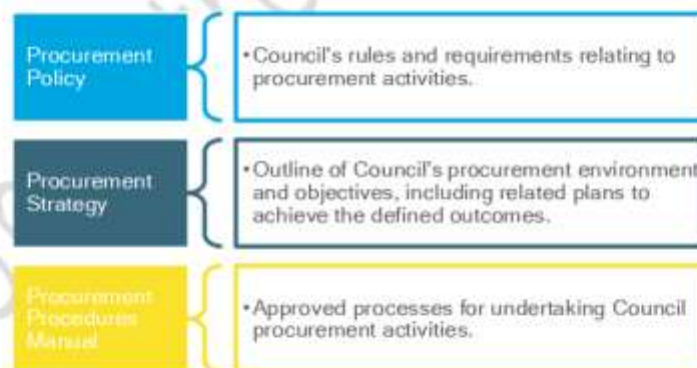 Procurement
Policy
•Council's rules and requirements relating to
procurement activities.
Procurement
Strategy
•Outline of Council's procurement environment
and objectives, including related plans to
achieve the defined outcomes.
Procurement
Procedures
Manual
•Approved processes for undertaking Council
procurement activities.